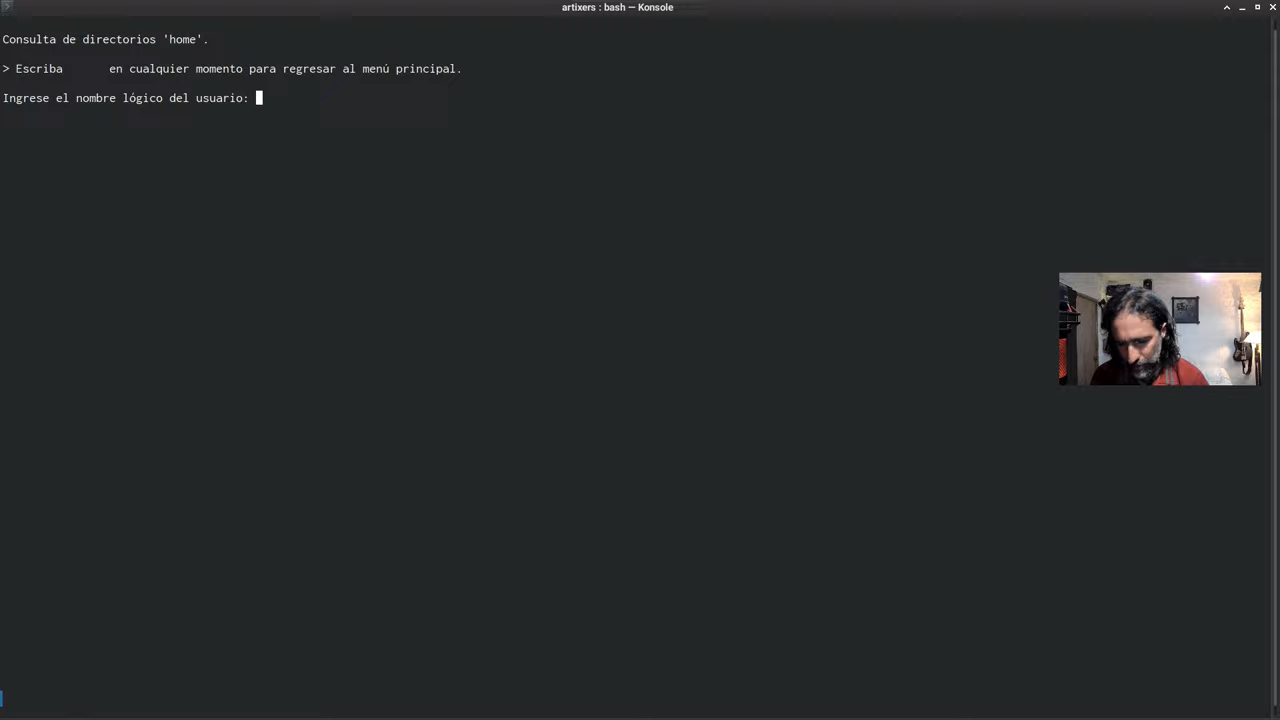 artixers : bash — Konsole
Consulta de directorios 'home'.
> Escriba en cualquier momento para regresar al menú principal.
Ingrese el nombre lógico del usuario: